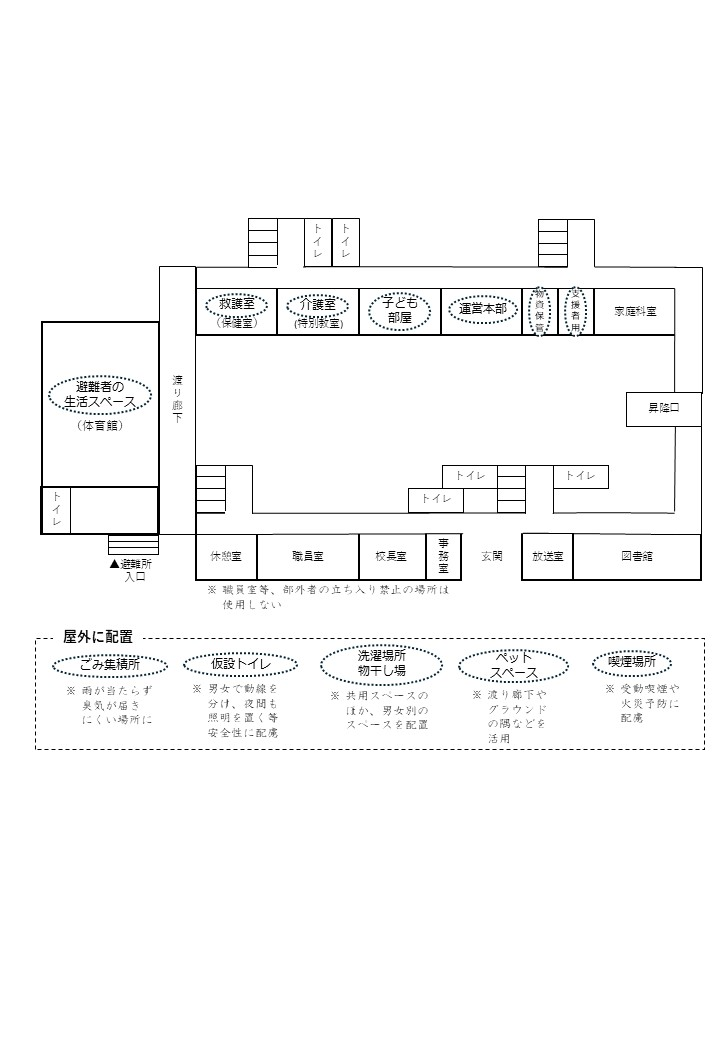 トイレ
トイレ
救護室
（保健室）
介護室
(特別教室)
子ども
部屋
運営本部
物資保管
支援者用
家庭科室
避難者の
生活スペース
（体育館）
渡り廊下
昇降口
トイレ
トイレ
トイレ
トイレ
休憩室
職員室
校長室
事務室
玄関
放送室
図書館
▲避難所
入口
※ 職員室等、部外者の立ち入り禁止の場所は
使用しない
屋外に配置
ごみ集積所
※ 雨が当たらず
臭気が届き
にくい場所に
仮設トイレ
※ 男女で動線を
分け、夜間も
照明を置く等
安全性に配慮
洗濯場所
物干し場
※ 共用スペースの
ほか、男女別の
スペースを配置
ペット
スペース
※ 渡り廊下や
グラウンド
の隅などを
活用
喫煙場所
※ 受動喫煙や
火災予防に
配慮